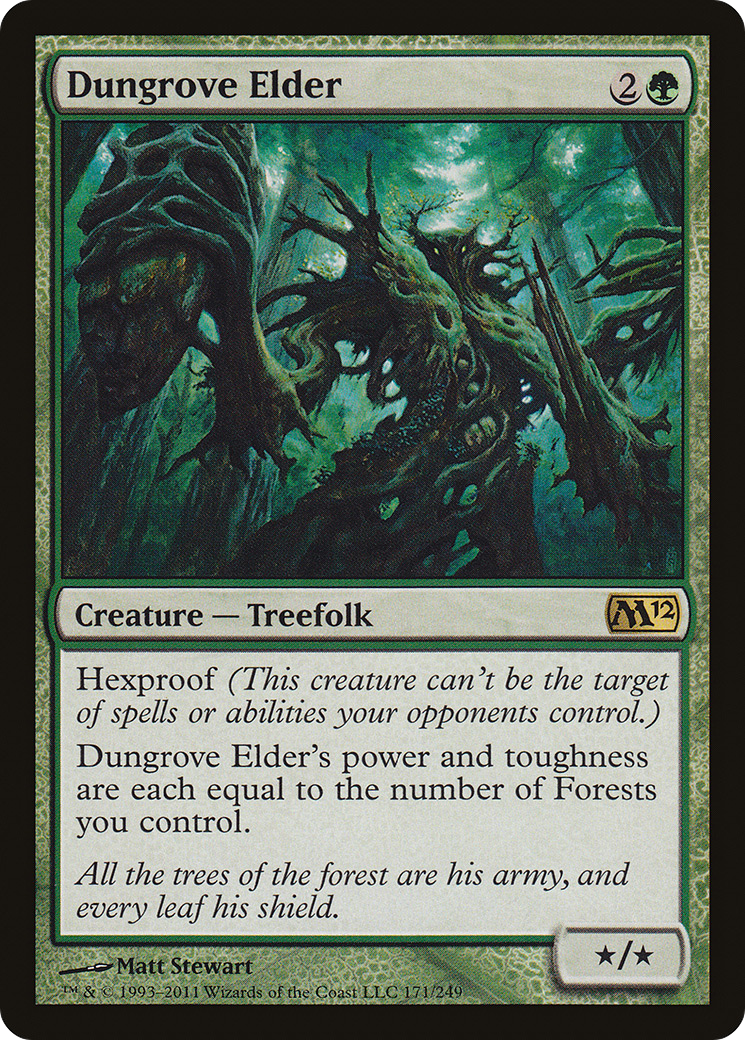 Dungrove Elder 2
Creature — Treefolk M12
Hexproof (This creature can't be the target
of spells or abilities your opponents control.)
Dungrove Elder's power and toughness
are each equal to the number of Forests
you control.
All the trees of the forest are his army, and
every leaf his shield.
★/★
Matt Stewart
™ & © 1993–2011 Wizards of the Coast LLC 171/249